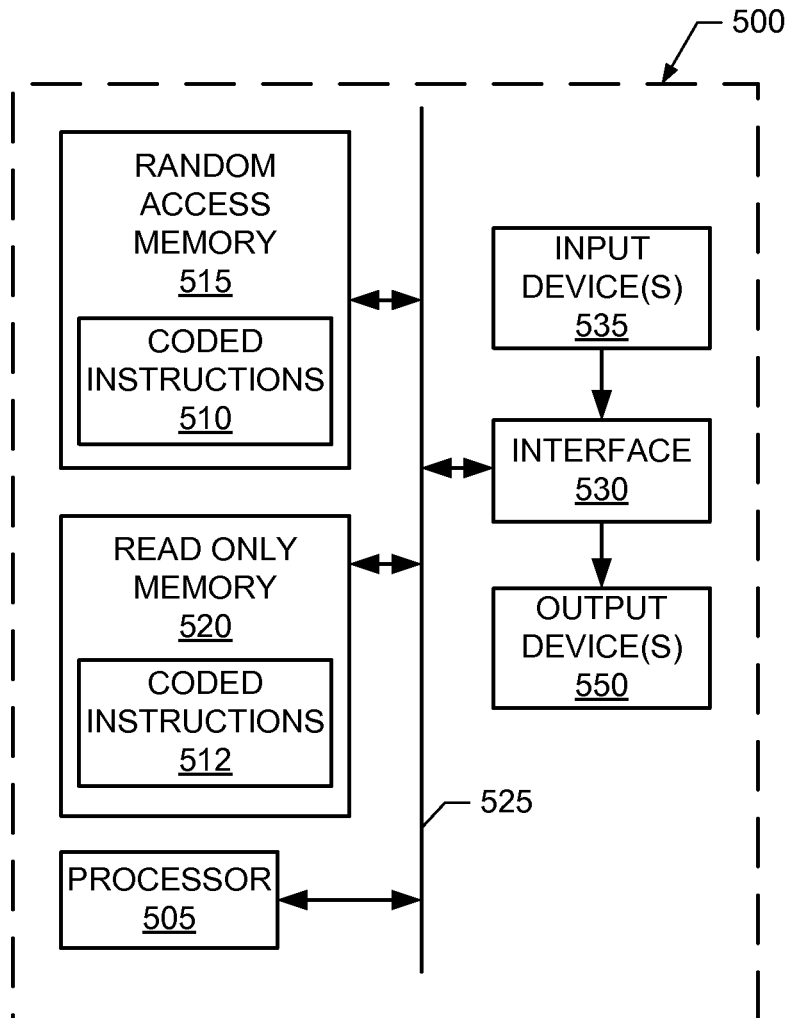 500
RANDOM
ACCESS
MEMORY
515
CODED
INSTRUCTIONS
510
INPUT
DEVICE(S)
535
INTERFACE
530
READ ONLY
MEMORY
520
CODED
INSTRUCTIONS
512
OUTPUT
DEVICE(S)
550
525
PROCESSOR
505